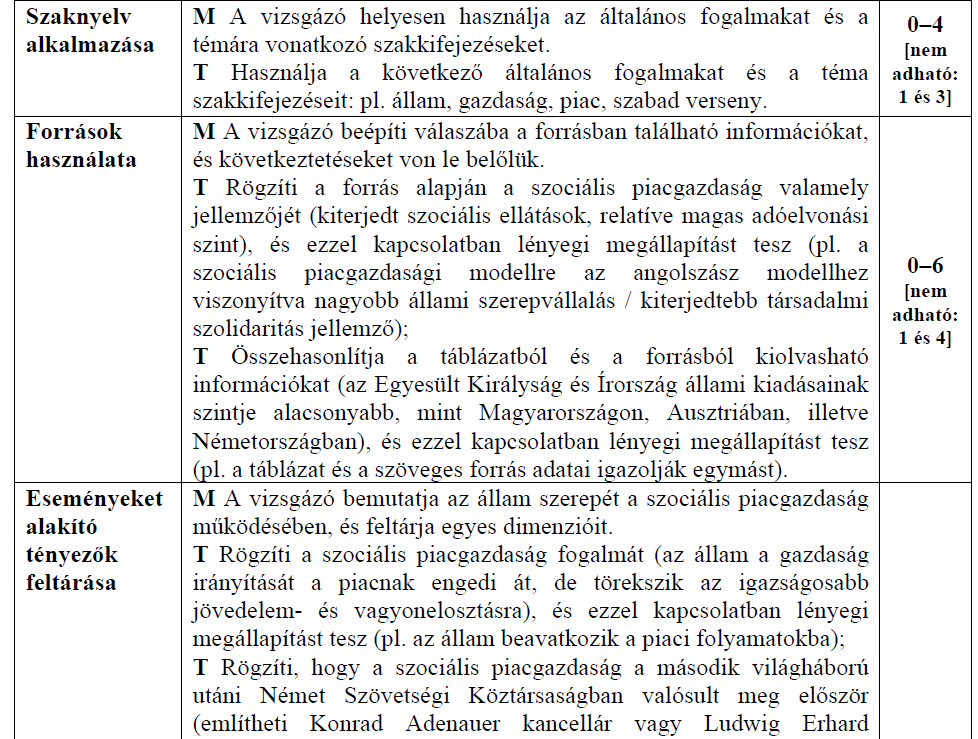 Szaknyelv
alkalmazása
M A vizsgázó helyesen használja az általános fogalmakat és a
témára vonatkozó szakkifejezéseket.
T Használja a következő általános fogalmakat és a téma
szakkifejezéseit: pl. állam, gazdaság, piac, szabad verseny.
0–4
[nem
adható:
1 és 3]
Források
használata
M A vizsgázó beépíti válaszába a forrásban található információkat,
és következtetéseket von le belőlük.
T Rögzíti a forrás alapján a szociális piacgazdaság valamely
jellemzőjét (kiterjedt szociális ellátások, relatíve magas adóelvonási
szint), és ezzel kapcsolatban lényegi megállapítást tesz (pl. a
szociális piacgazdasági modellre az angolszász modellhez
viszonyítva nagyobb állami szerepvállalás / kiterjedtebb társadalmi
szolidaritás jellemző);
T Összehasonlítja a táblázatból és a forrásból kiolvasható
információkat (az Egyesült Királyság és Írország állami kiadásainak
szintje alacsonyabb, mint Magyarországon, Ausztriában, illetve
Németországban), és ezzel kapcsolatban lényegi megállapítást tesz
(pl. a táblázat és a szöveges forrás adatai igazolják egymást).
0–6
[nem
adható:
1 és 4]
Eseményeket
alakító
tényezők
feltárása
M A vizsgázó bemutatja az állam szerepét a szociális piacgazdaság
működésében, és feltárja egyes dimenzióit.
T Rögzíti a szociális piacgazdaság fogalmát (az állam a gazdaság
irányítását a piacnak engedi át, de törekszik az igazságosabb
jövedelem- és vagyonelosztásra), és ezzel kapcsolatban lényegi
megállapítást tesz (pl. az állam beavatkozik a piaci folyamatokba);
T Rögzíti, hogy a szociális piacgazdaság a második világháború
utáni Német Szövetségi Köztársaságban valósult meg először
(említheti Konrad Adenauer kancellár vagy Ludwig Erhard